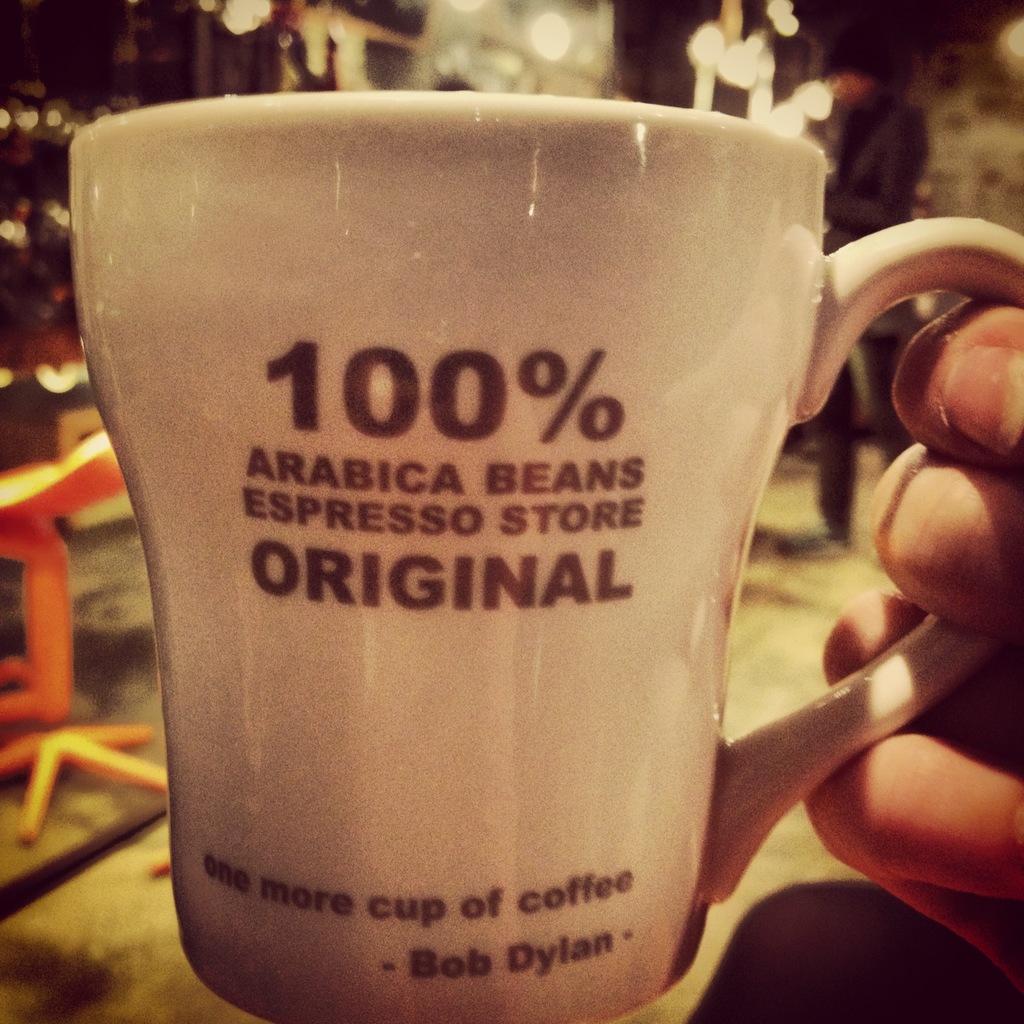 100%
ARABICA BEANS
ESPRESSO STORE
ORIGINAL
one more cup of coffee
- Bob Dylan -